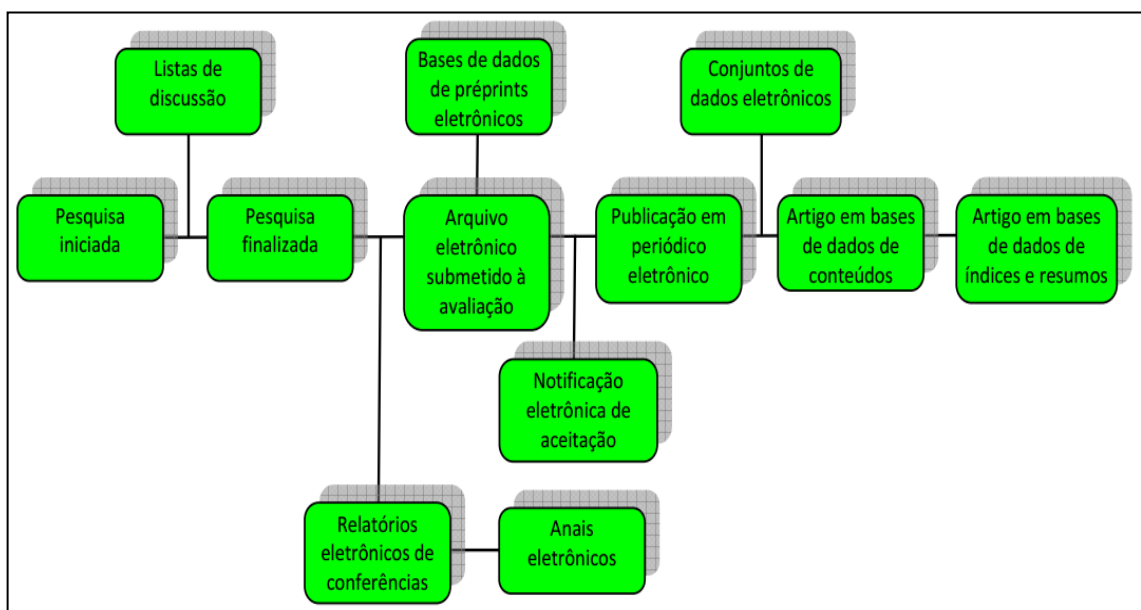 Listas de
discussão
Bases de dados
de préprints
eletrônicos
Conjuntos de
dados eletrônicos
Pesquisa
iniciada
Pesquisa
finalizada
Arquivo
eletrônico
submetido à
avaliação
Publicação em
periódico
eletrônico
Artigo em bases
de dados de
conteúdos
Artigo em bases
de dados de
índices e resumos
Notificação
eletrônica de
aceitação
Relatórios
eletrônicos de
conferências
Anais
eletrônicos